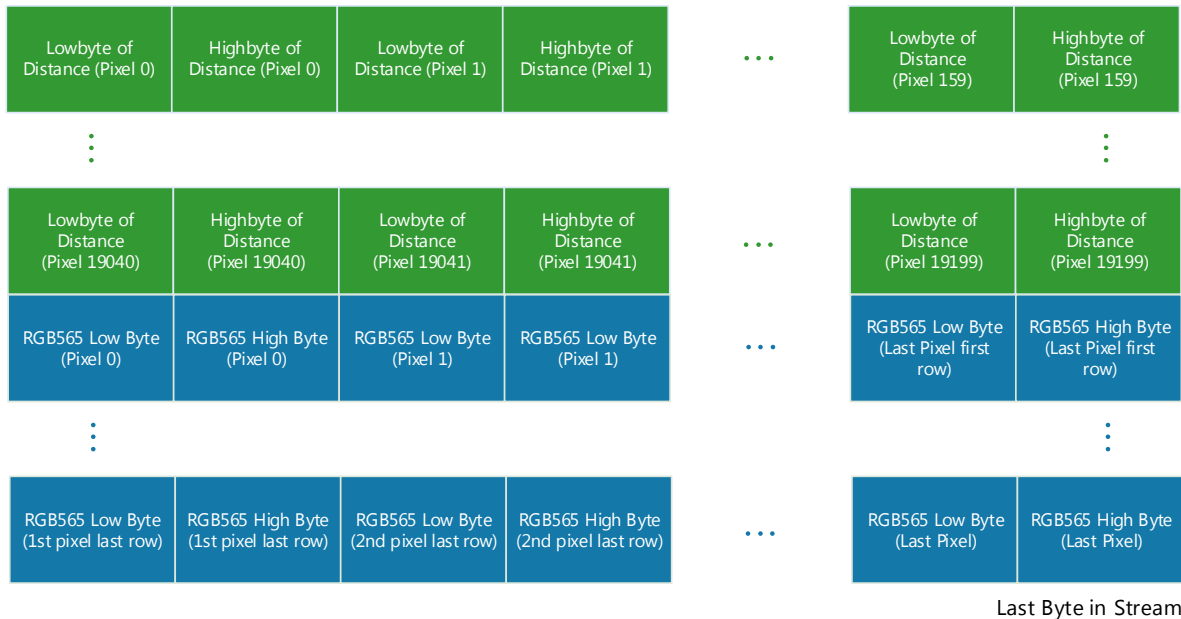 Lowbyte of
Distance (Pixel 0)
Highbyte of
Distance (Pixel 0)
Lowbyte of
Distance (Pixel 1)
Highbyte of
Distance (Pixel 1)
Lowbyte of
Distance
(Pixel 159)
Highbyte of
Distance
(Pixel 159)
Lowbyte of
Distance
(Pixel 19040)
Highbyte of
Distance
(Pixel 19040)
Lowbyte of
Distance
(Pixel 19041)
Highbyte of
Distance
(Pixel 19041)
Lowbyte of
Distance
(Pixel 19199)
Highbyte of
Distance
(Pixel 19199)
RGB565 Low Byte
(Pixel 0)
RGB565 High Byte
(Pixel 0)
RGB565 Low Byte
(Pixel 1)
RGB565 Low Byte
(Pixel 1)
RGB565 Low Byte
(Last Pixel first
row)
RGB565 High Byte
(Last Pixel first
row)
RGB565 Low Byte
(1st pixel last row)
RGB565 High Byte
(1st pixel last row)
RGB565 Low Byte
(2nd pixel last row)
RGB565 High Byte
(2nd pixel last row)
RGB565 Low Byte
(Last Pixel)
RGB565 High Byte
(Last Pixel)
Last Byte in Stream